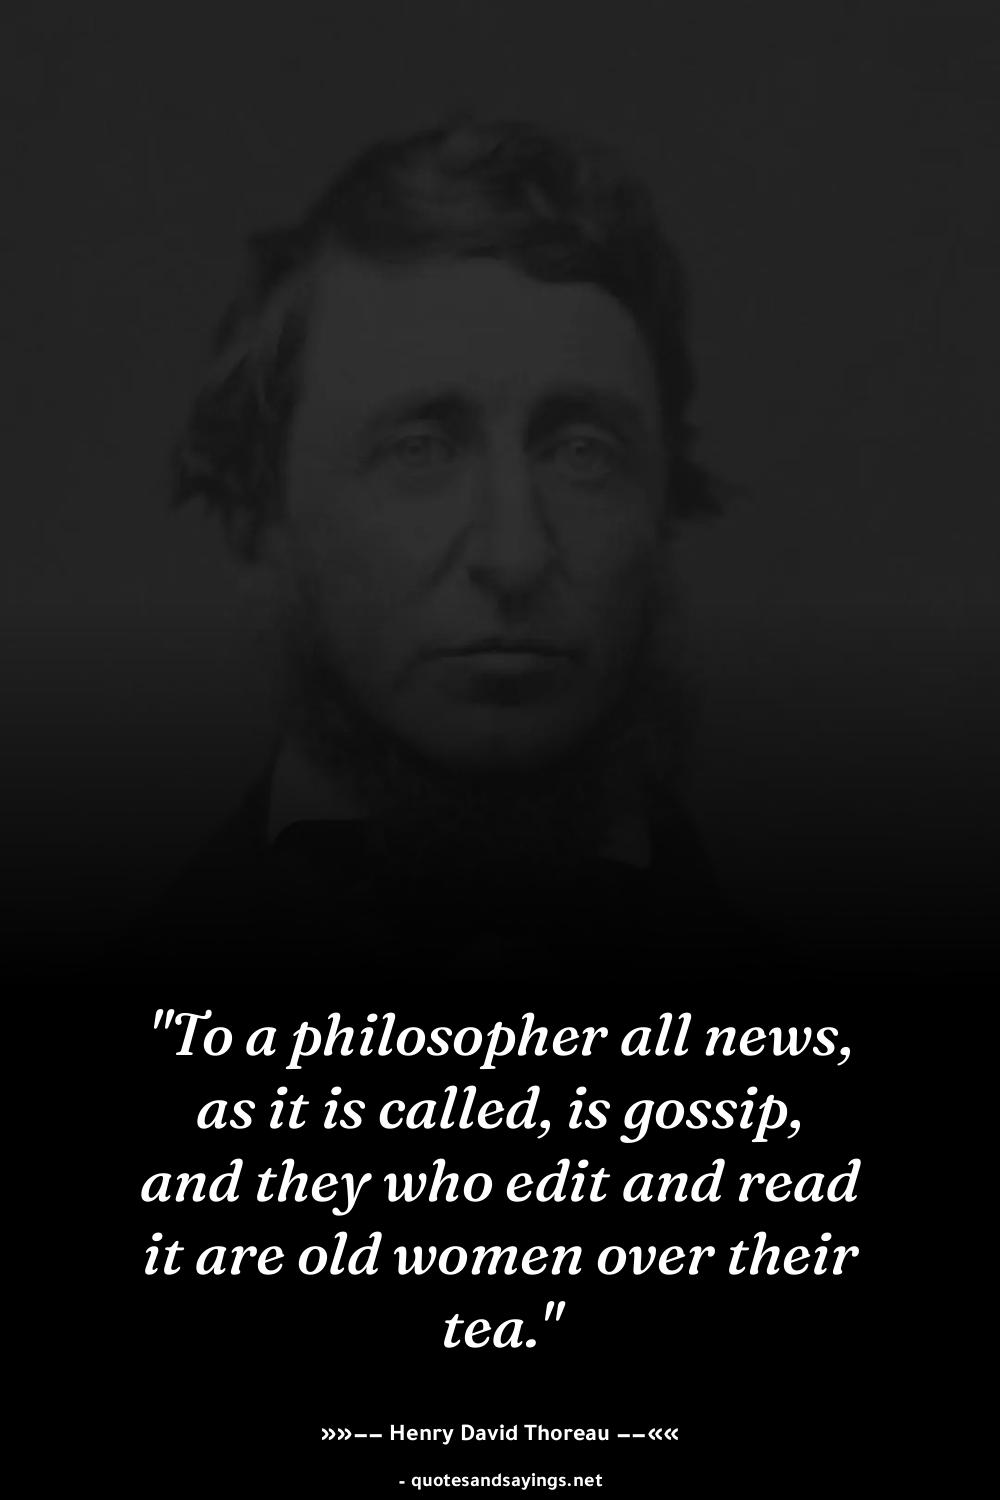 "To a philosopher all news,
as it is called, is gossip,
and they who edit and read
it are old women over their
tea."
»»−− Henry David Thoreau −−««
- quotesandsayings.net